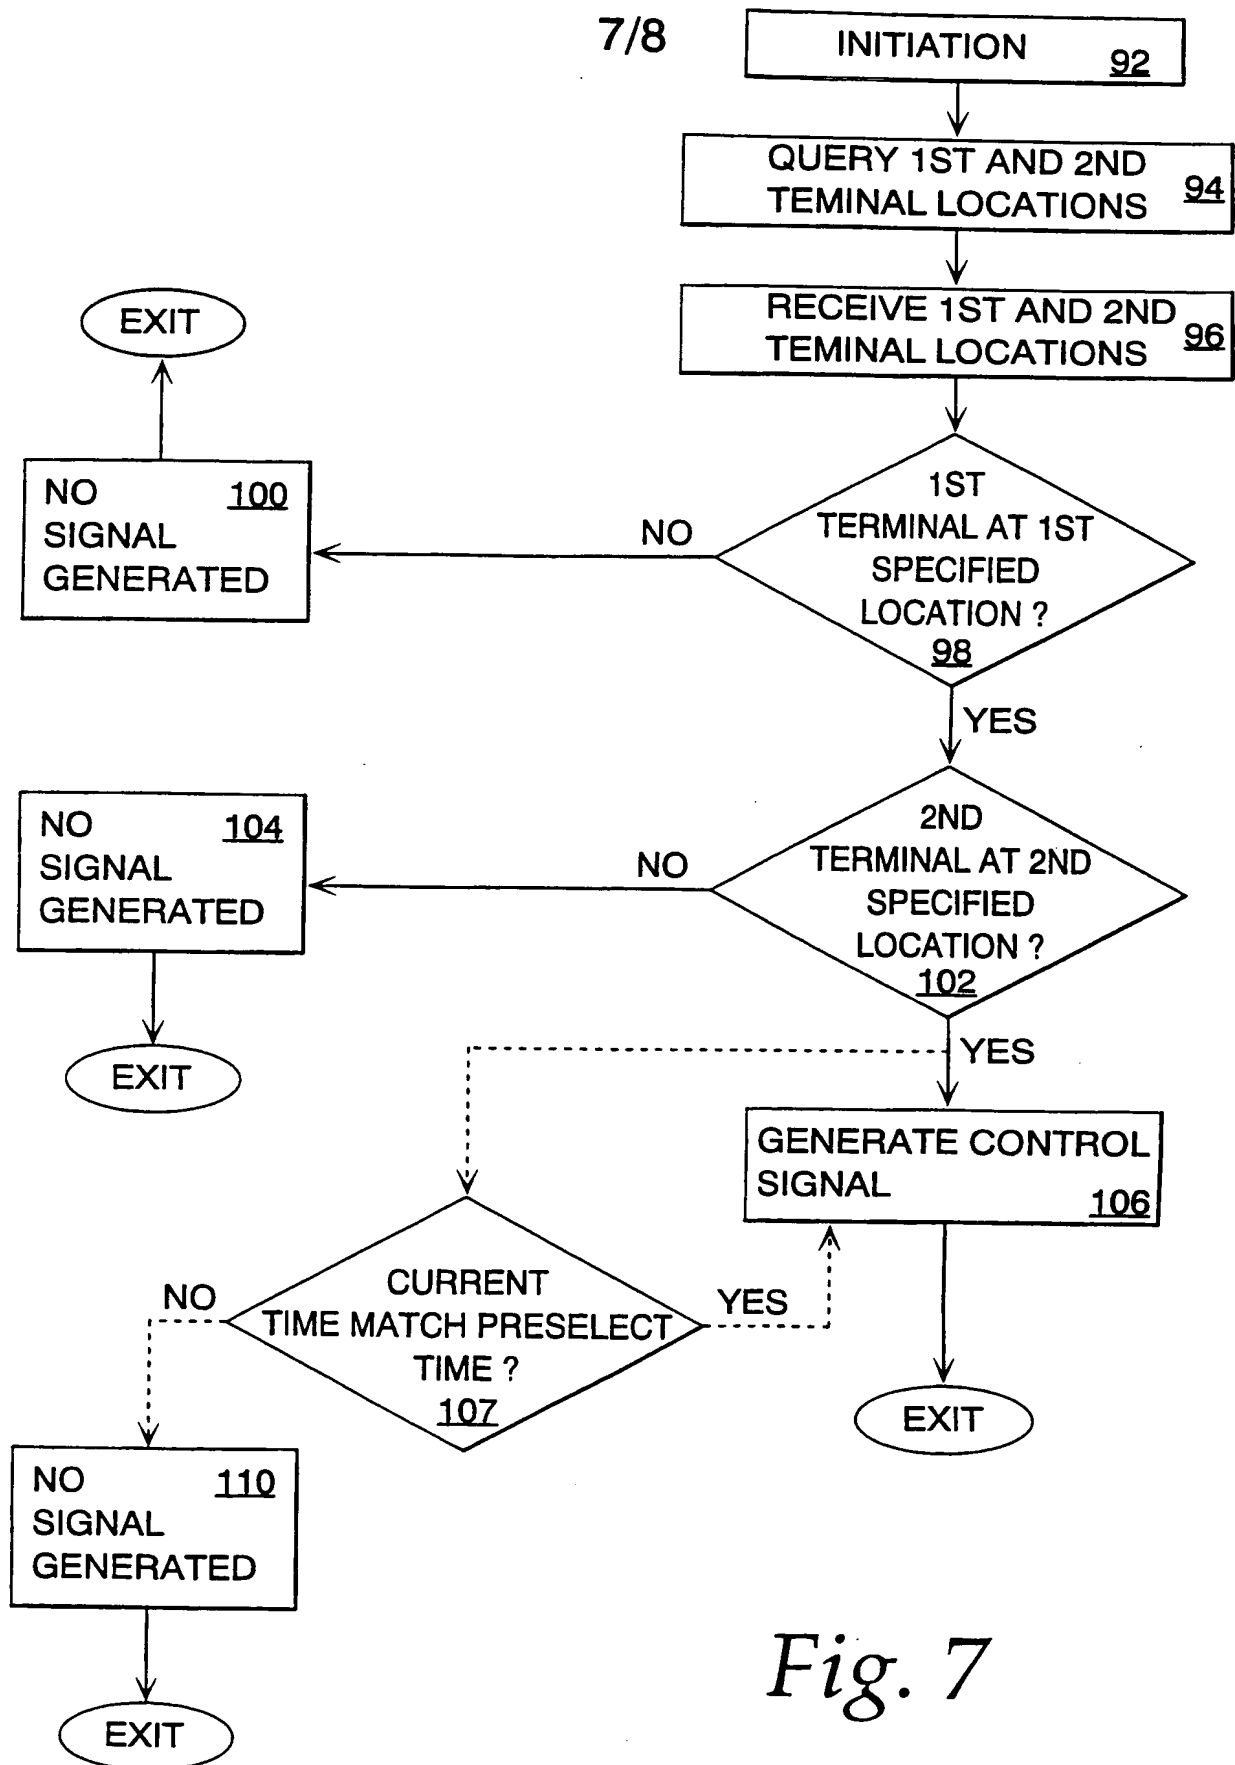 7/8
INITIATION 92
QUERY 1ST AND 2ND
TEMINAL LOCATIONS 94
RECEIVE 1ST AND 2ND
TEMINAL LOCATIONS 96
EXIT
NO 100
SIGNAL
GENERATED
NO
1ST
TERMINAL AT 1ST
SPECIFIED
LOCATION ?
98
YES
NO 104
SIGNAL
GENERATED
NO
2ND
TERMINAL AT 2ND
SPECIFIED
LOCATION ?
102
EXIT
YES
GENERATE CONTROL
SIGNAL 106
NO
CURRENT
TIME MATCH PRESELECT
TIME ?
107
YES
EXIT
NO 110
SIGNAL
GENERATED
EXIT
Fig. 7